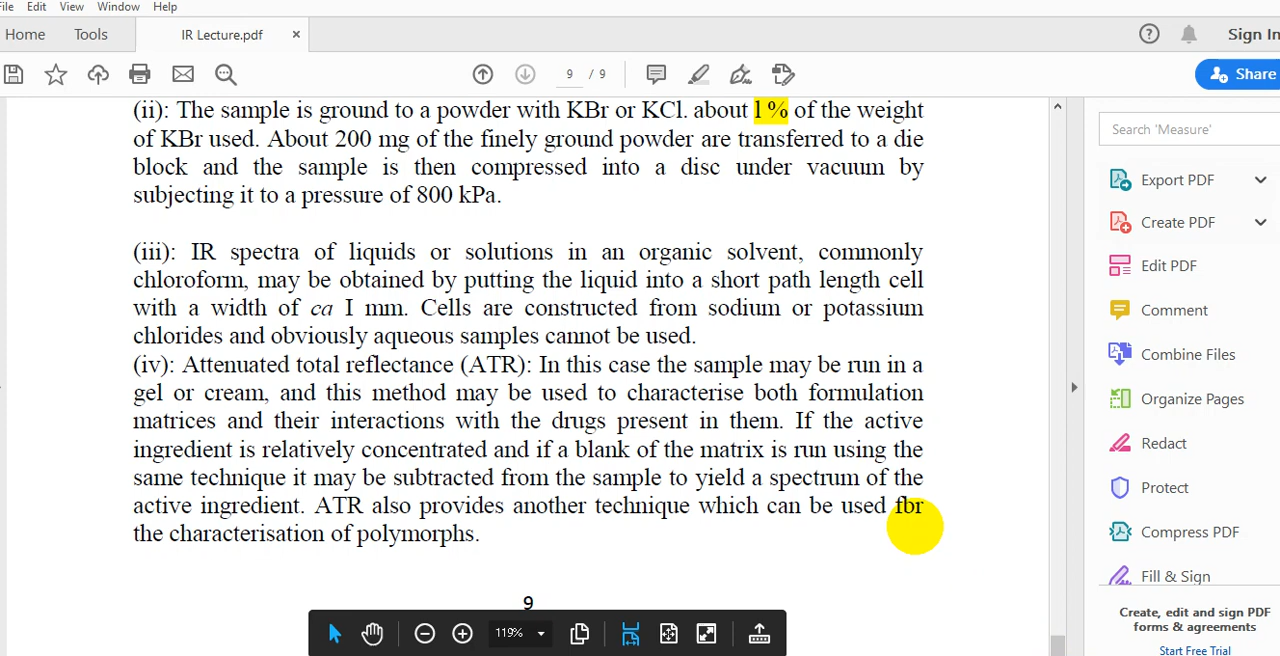 File Edit View Window Help
Home Tools IR Lecture.pdf × Sign In
9 / 9 Share
(ii): The sample is ground to a powder with KBr or KCl. about l % of the weight
of KBr used. About 200 mg of the finely ground powder are transferred to a die
block and the sample is then compressed into a disc under vacuum by
subjecting it to a pressure of 800 kPa.
(iii): IR spectra of liquids or solutions in an organic solvent, commonly
chloroform, may be obtained by putting the liquid into a short path length cell
with a width of ca I mm. Cells are constructed from sodium or potassium
chlorides and obviously aqueous samples cannot be used.
(iv): Attenuated total reflectance (ATR): In this case the sample may be run in a
gel or cream, and this method may be used to characterise both formulation
matrices and their interactions with the drugs present in them. If the active
ingredient is relatively concentrated and if a blank of the matrix is run using the
same technique it may be subtracted from the sample to yield a spectrum of the
active ingredient. ATR also provides another technique which can be used fbr
the characterisation of polymorphs.
9
119%
Search 'Measure'
Export PDF
Create PDF
Edit PDF
Comment
Combine Files
Organize Pages
Redact
Protect
Compress PDF
Fill & Sign
Create, edit and sign PDF
forms & agreements
Start Free Trial